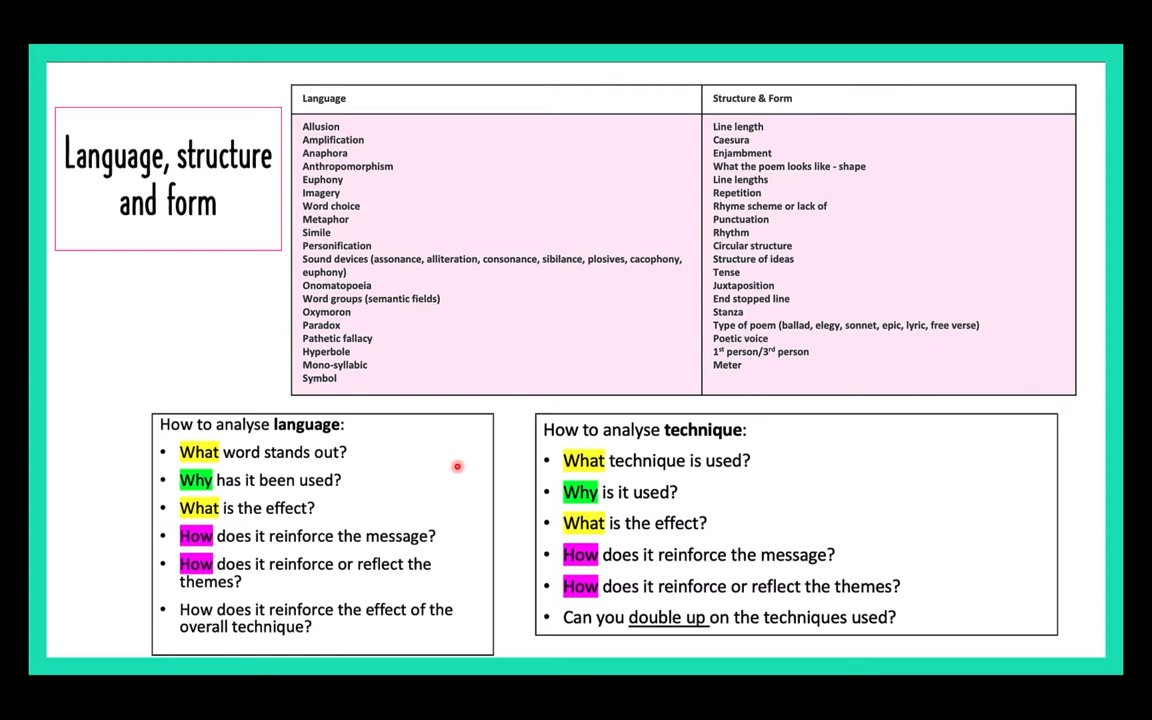 Language, structure
and form
Language
Allusion
Amplification
Anaphora
Anthropomorphism
Euphony
Imagery
Word choice
Metaphor
Simile
Personification
Sound devices (assonance, alliteration, consonance, sibilance, plosives, cacophony,
euphony)
Onomatopoeia
Word groups (semantic fields)
Oxymoron
Paradox
Pathetic fallacy
Hyperbole
Mono-syllabic
Symbol
Structure & Form
Line length
Caesura
Enjambment
What the poem looks like - shape
Line lengths
Repetition
Rhyme scheme or lack of
Punctuation
Rhythm
Circular structure
Structure of ideas
Tense
Juxtaposition
End stopped line
Stanza
Type of poem (ballad, elegy, sonnet, epic, lyric, free verse)
Poetic voice
1st person/3rd person
Meter
How to analyse language:
• What word stands out?
• Why has it been used?
• What is the effect?
• How does it reinforce the message?
• How does it reinforce or reflect the
themes?
• How does it reinforce the effect of the
overall technique?
How to analyse technique:
• What technique is used?
• Why is it used?
• What is the effect?
• How does it reinforce the message?
• How does it reinforce or reflect the themes?
• Can you double up on the techniques used?